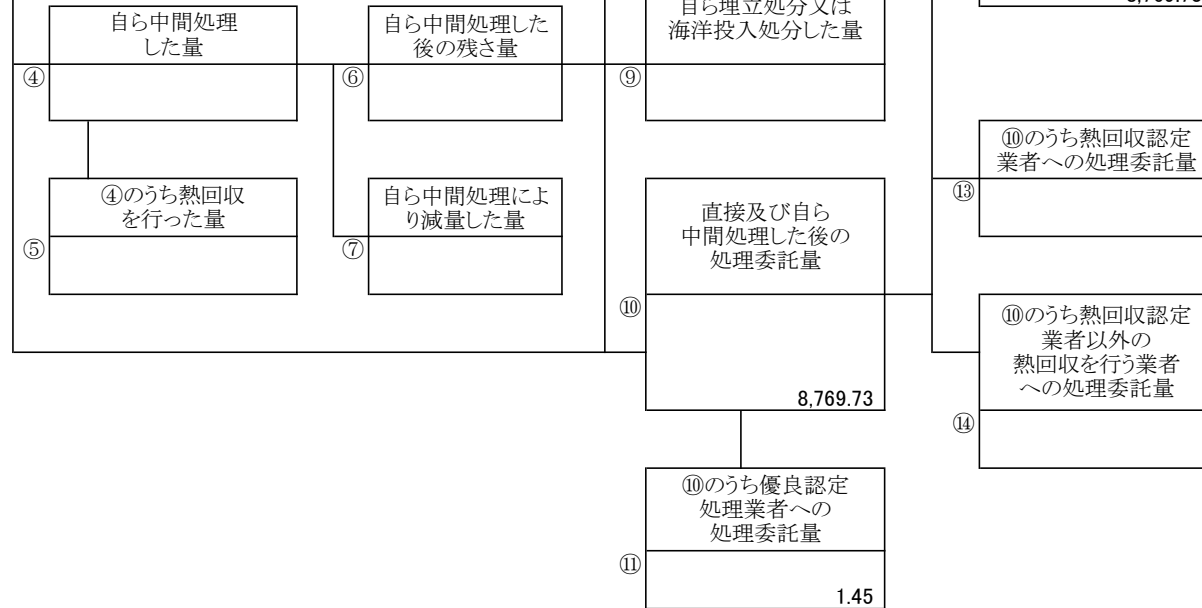 自ら中間処理
した量
④
④のうち熱回収
を行った量
⑤
自ら中間処理した
後の残さ量
⑥
自ら中間処理によ
り減量した量
⑦
自ら埋立処分又は
海洋投入処分した量
⑨
直接及び自ら
中間処理した後の
処理委託量
⑩
8,769.73
⑩のうち優良認定
処理業者への
処理委託量
⑪
1.45
⑩のうち熱回収認定
業者への処理委託量
⑬
⑩のうち熱回収認定
業者以外の
熱回収を行う業者
への処理委託量
⑭